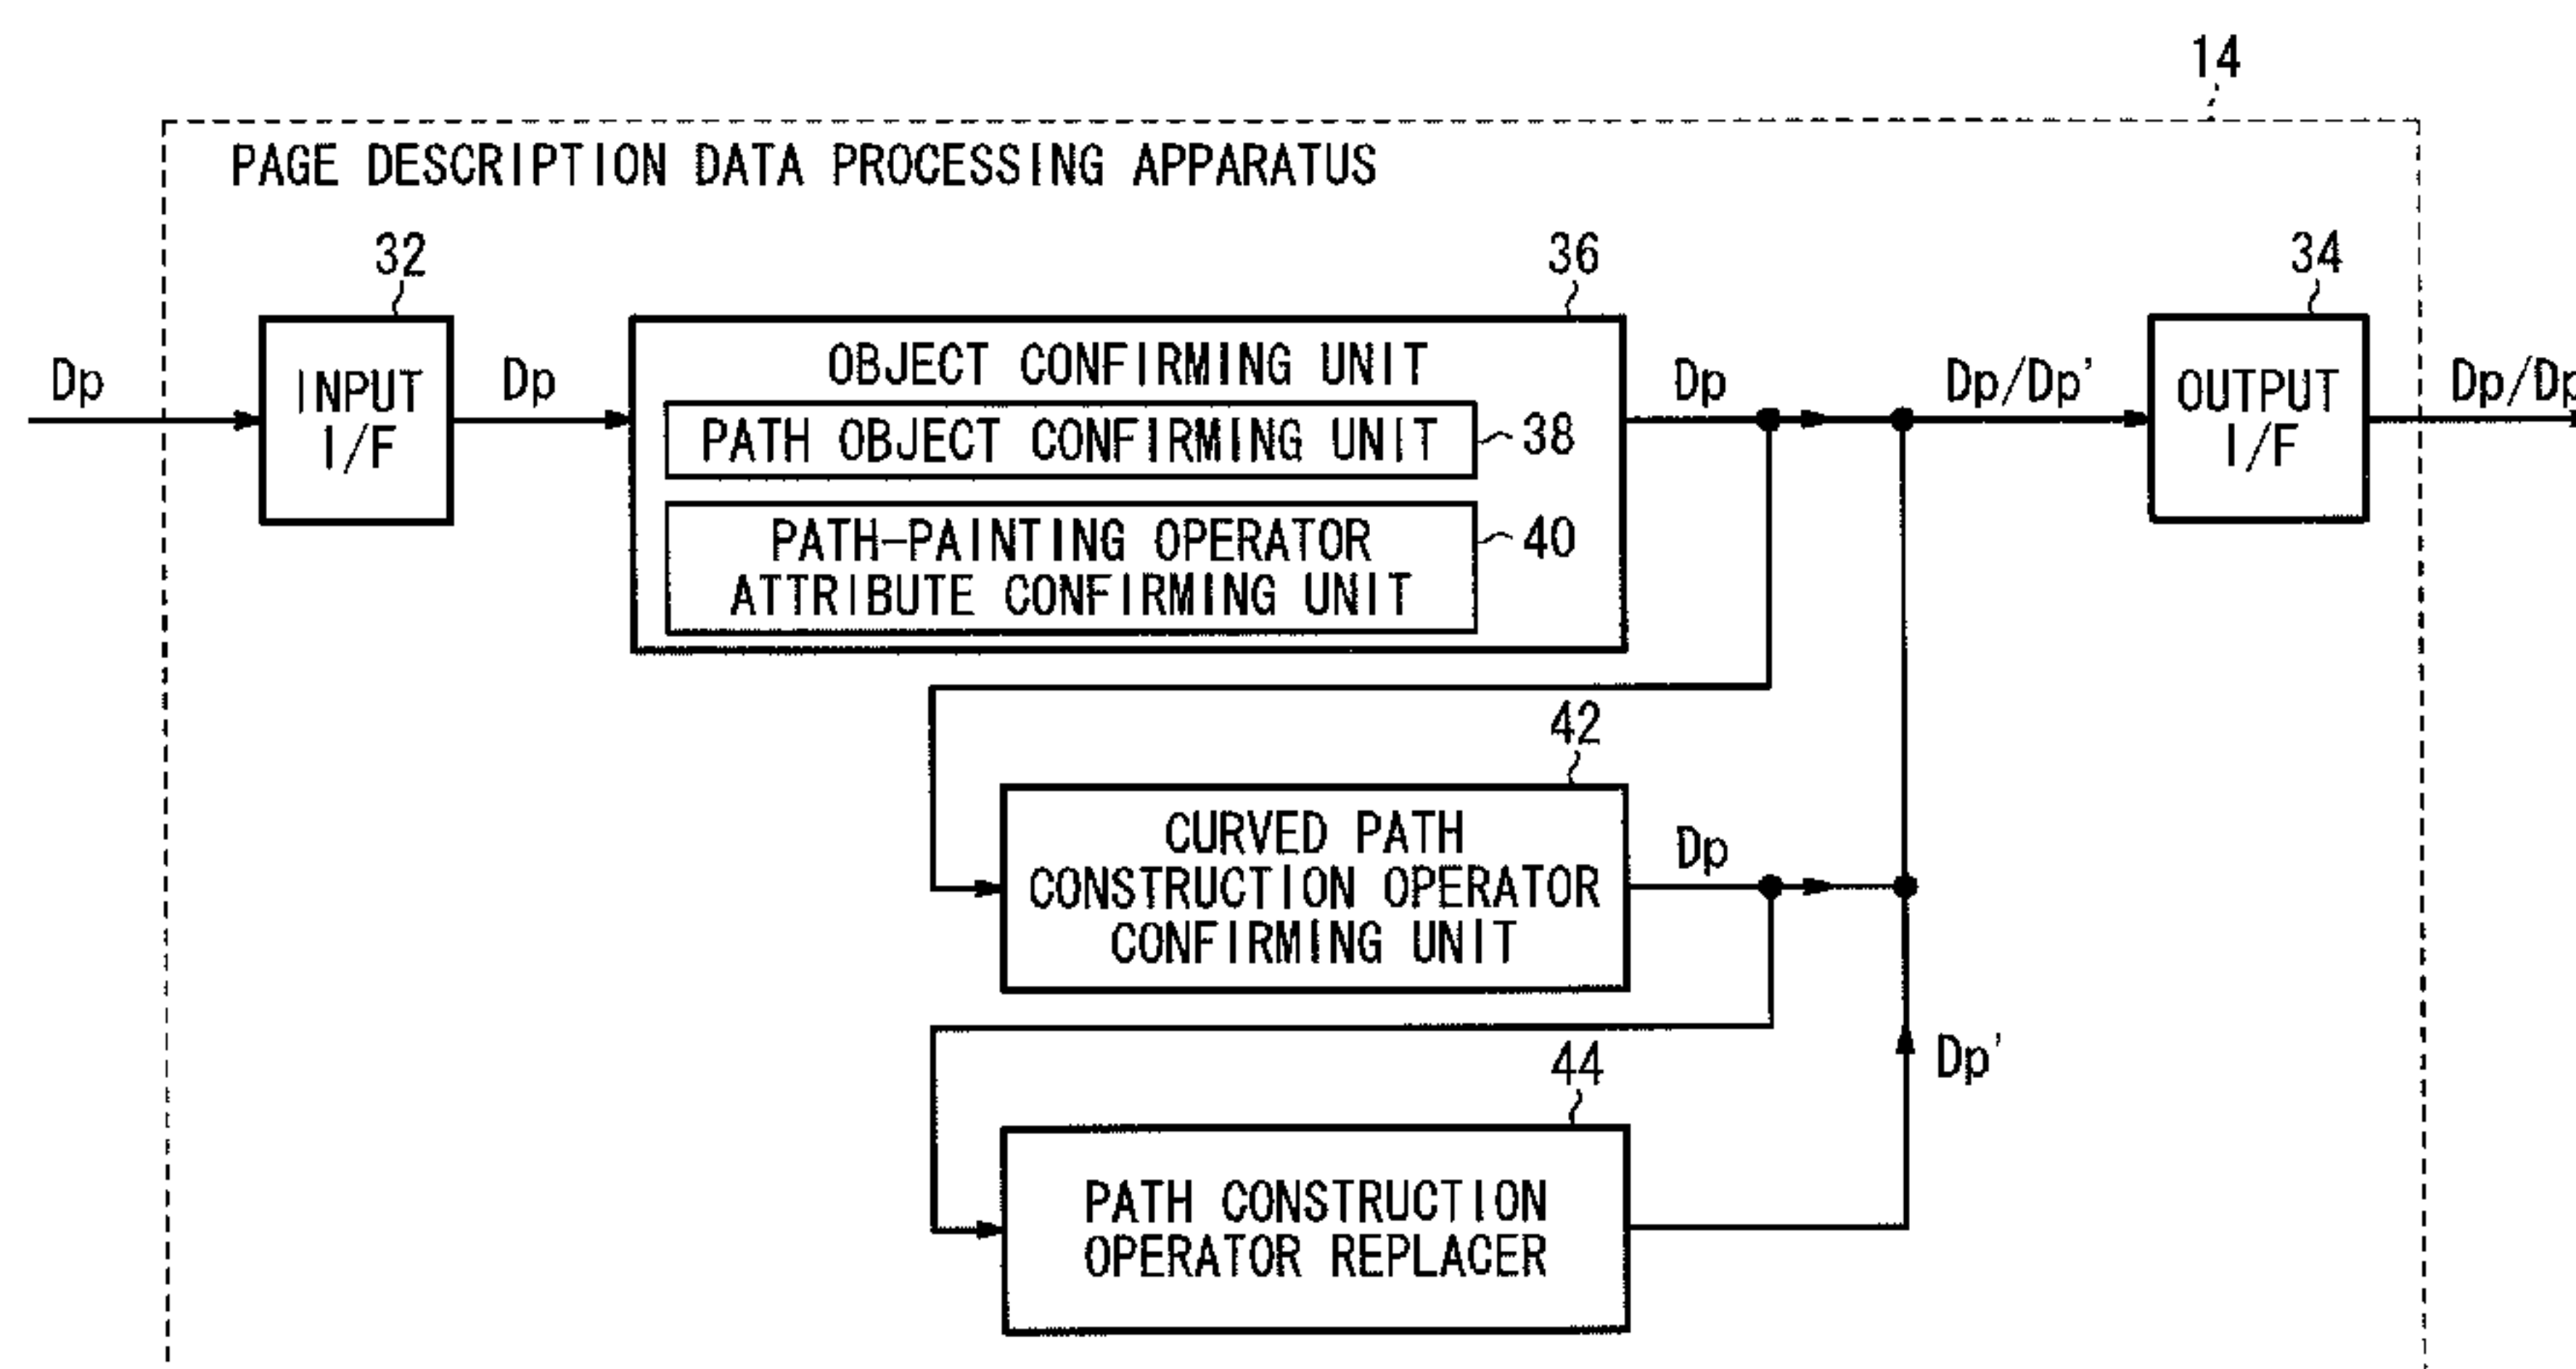 14
PAGE DESCRIPTION DATA PROCESSING APPARATUS
32
36
34
Dp
INPUT
I/F
Dp
OBJECT CONFIRMING UNIT
PATH OBJECT CONFIRMING UNIT
38
PATH-PAINTING OPERATOR
ATTRIBUTE CONFIRMING UNIT
40
Dp
Dp/Dp'
OUTPUT
I/F
Dp/Dp
42
CURVED PATH
CONSTRUCTION OPERATOR
CONFIRMING UNIT
Dp
Dp'
44
PATH CONSTRUCTION
OPERATOR REPLACER